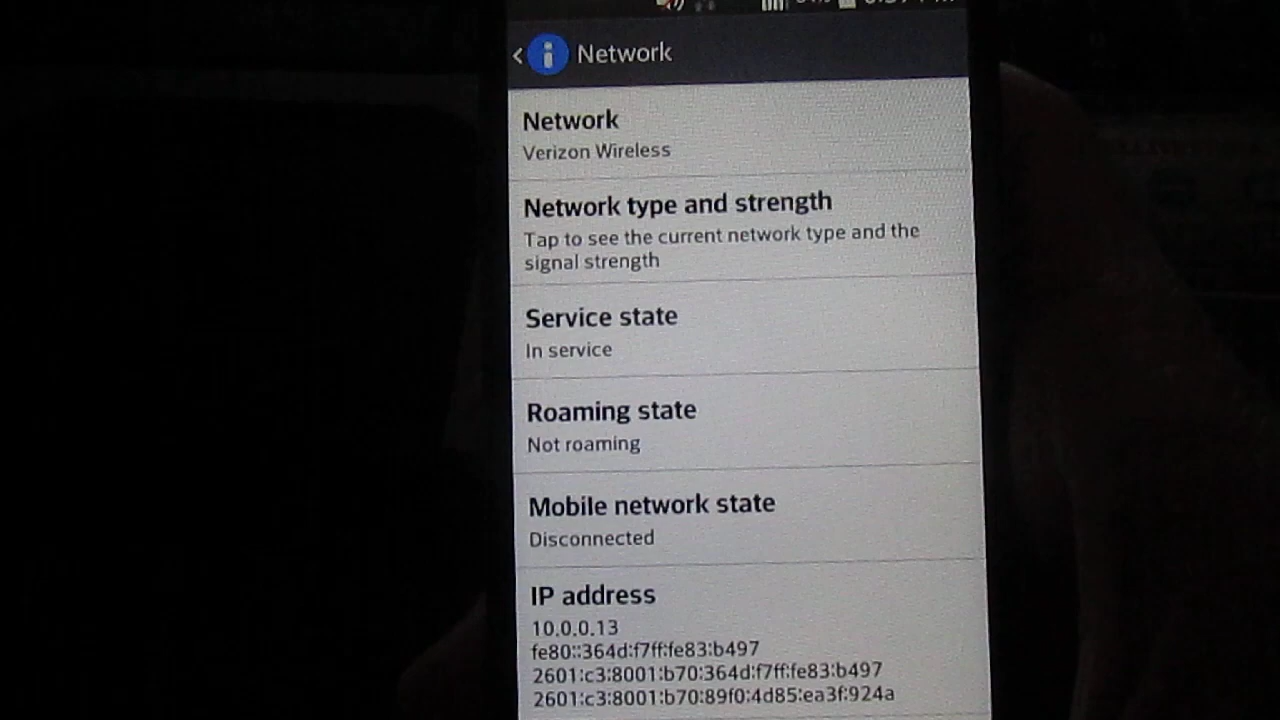 Network
Network
Verizon Wireless
Network type and strength
Tap to see the current network type and the
signal strength
Service state
In service
Roaming state
Not roaming
Mobile network state
Disconnected
IP address
10.0.0.13
fe80::364d:f7ff:fe83:b497
2601:c3:8001:b70:364d:f7ff:fe83:b497
2601:c3:8001:b70:89f0:4d85:ea3f:924a